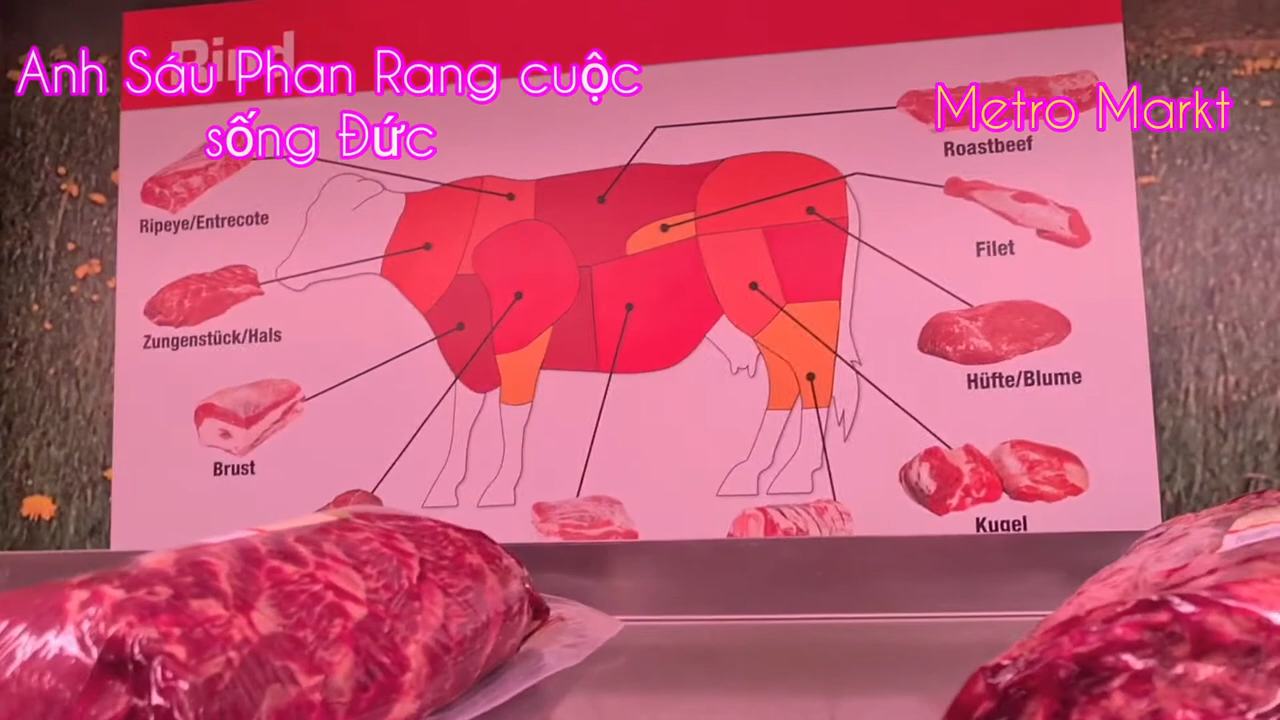 Rind
Anh Sáu Phan Rang cuộc
sống Đức
Metro Markt
Roastbeef
Ripeye/Entrecote
Filet
Zungenstück/Hals
Hüfte/Blume
Brust
Kugel